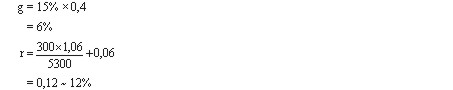 g = 15% ×0,4
= 6%
r = 300×1,06/5300 +0,06
= 0,12 ~ 12%